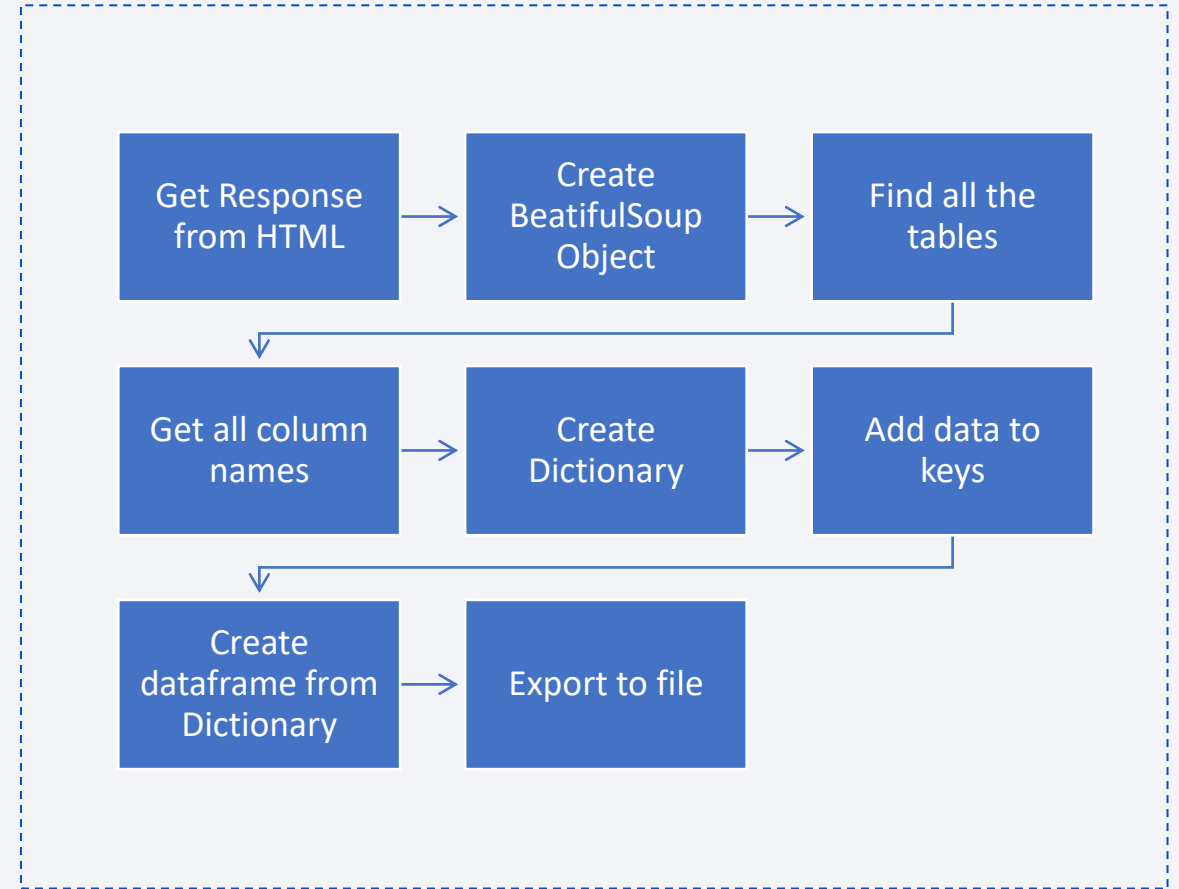 Get Response
from HTML
Create
BeatifulSoup
Object
Find all the
tables
Get all column
names
Create
Dictionary
Add data to
keys
Create
dataframe from
Dictionary
Export to file